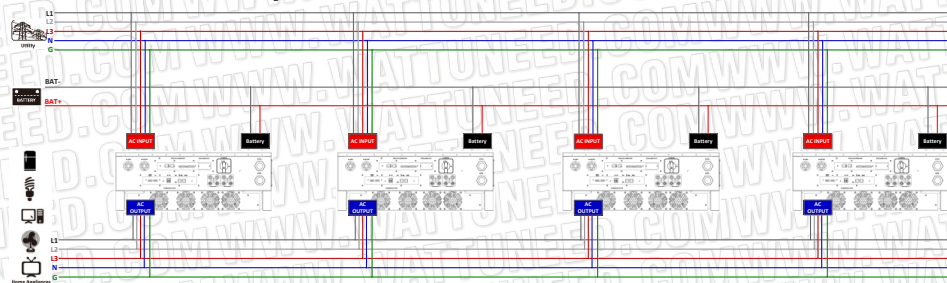 L1
L2
L3
Utility
N
G
BAT-
BATTERY
BAT+
AC INPUT
Battery
AC INPUT
Battery
AC INPUT
Battery
AC INPUT
Battery
AC
OUTPUT
AC
OUTPUT
AC
OUTPUT
AC
OUTPUT
L1
L2
L3
N
G
Home Appliances
WWW.WATTUNEED.COM